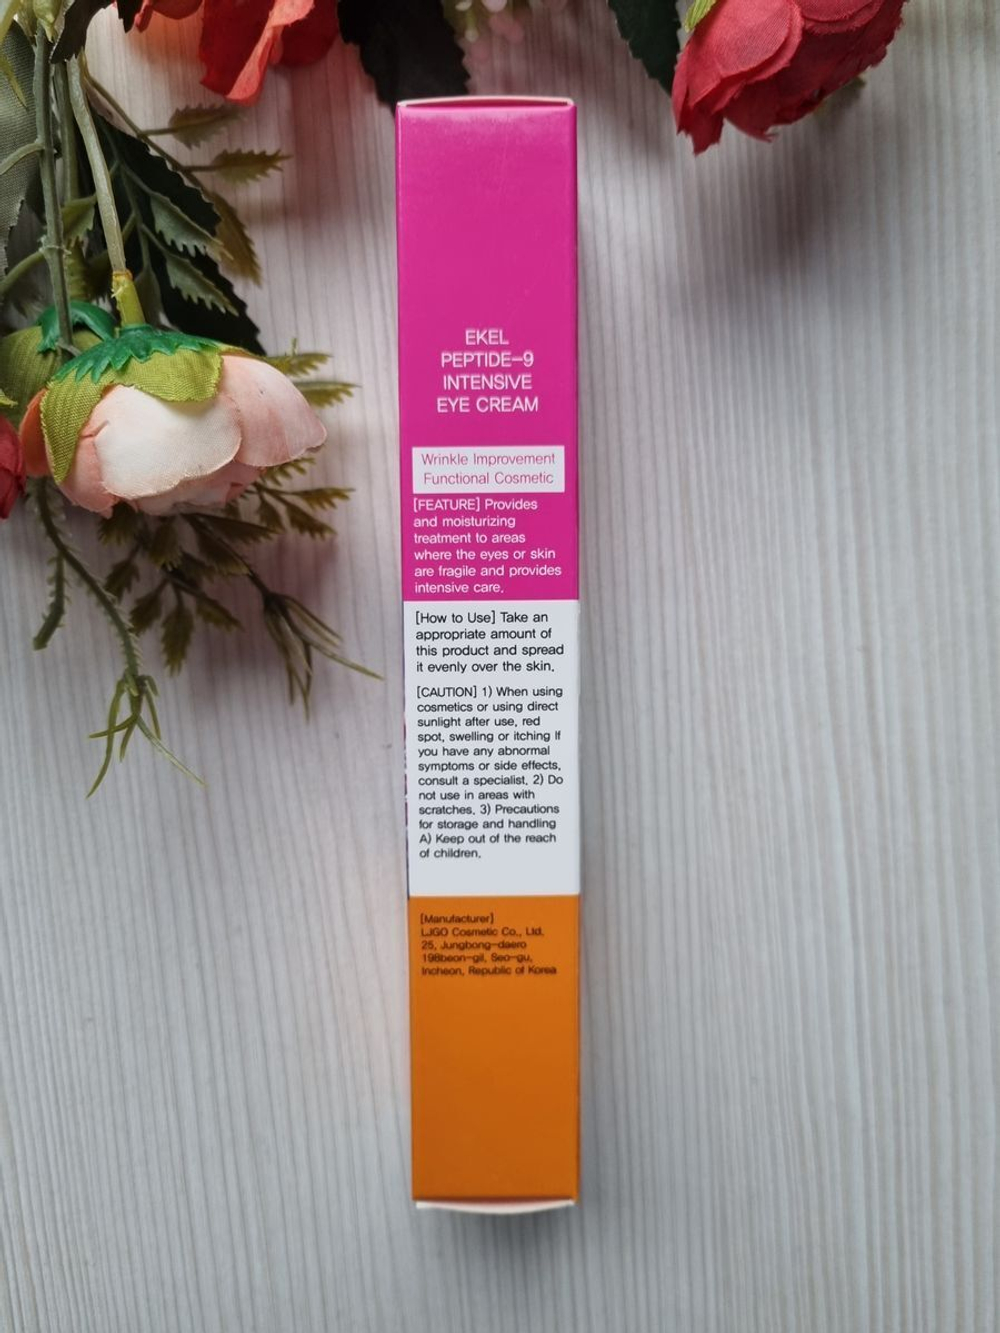 EKEL
PEPTIDE-9
INTENSIVE
EYE CREAM
Wrinkle Improvement
Functional Cosmetic
[FEATURE] Provides
and moisturizing
treatment to areas
where the eyes or skin
are fragile and provides
intensive care.
[How to Use] Take an
appropriate amount of
this product and spread
it evenly over the skin.
[CAUTION] 1) When using
cosmetics or using direct
sunlight after use, red
spot, swelling or itching If
you have any abnormal
symptoms or side effects,
consult a specialist. 2) Do
not use in areas with
scratches. 3) Precautions
for storage and handling
A) Keep out of the reach
of children.
[Manufacturer]
LJGO Cosmetic Co., Ltd.
25, Jungbong-daero
198beon-gil, Seo-gu,
Incheon, Republic of Korea